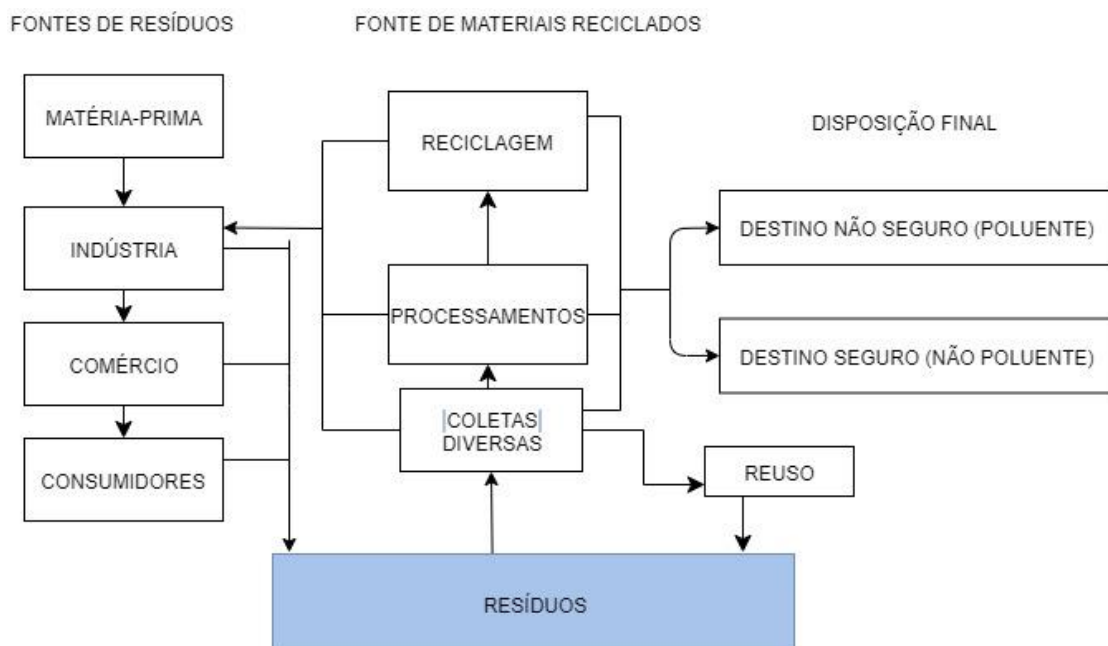 FONTES DE RESÍDUOS
FONTE DE MATERIAIS RECICLADOS
DISPOSIÇÃO FINAL
MATÉRIA-PRIMA
INDÚSTRIA
COMÉRCIO
CONSUMIDORES
RECICLAGEM
PROCESSAMENTOS
COLETAS
DIVERSAS
DESTINO NÃO SEGURO (POLUENTE)
DESTINO SEGURO (NÃO POLUENTE)
REUSO
RESÍDUOS